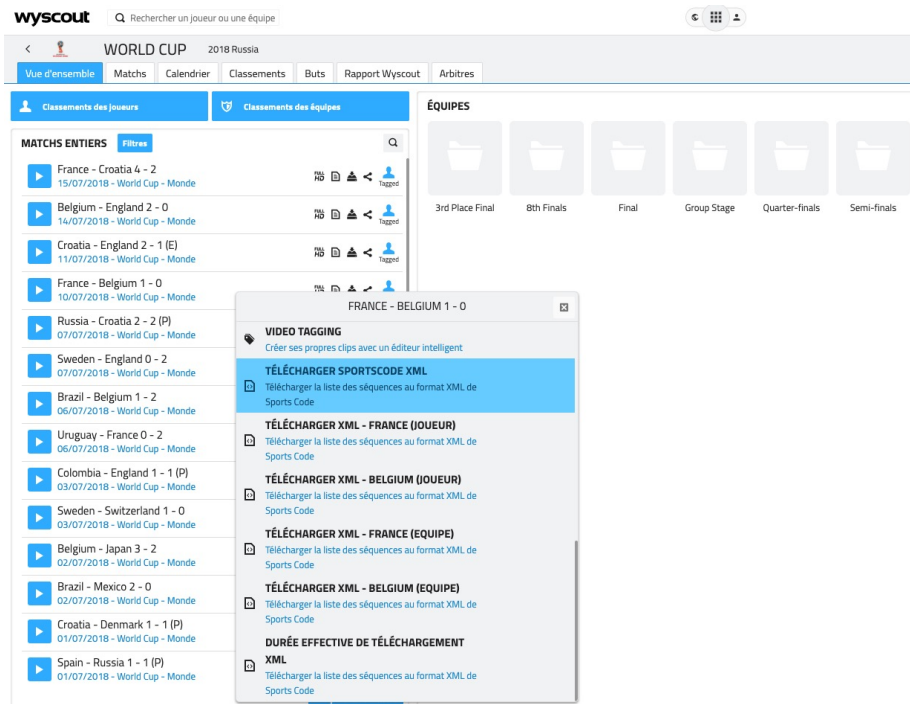 wyscout
Rechercher un joueur ou une équipe
WORLD CUP 2018 Russia
Vue d'ensemble Matchs Calendrier Classements Buts Rapport Wyscout Arbitres
Classements des joueurs Classements des équipes
MATCHS ENTIERS Filtres
France - Croatia 4 - 2
15/07/2018 - World Cup - Monde
FULL HD
Tagged
Belgium - England 2 - 0
14/07/2018 - World Cup - Monde
FULL HD
Tagged
Croatia - England 2 - 1 (E)
11/07/2018 - World Cup - Monde
FULL HD
Tagged
France - Belgium 1 - 0
10/07/2018 - World Cup - Monde
Russia - Croatia 2 - 2 (P)
07/07/2018 - World Cup - Monde
Sweden - England 0 - 2
07/07/2018 - World Cup - Monde
Brazil - Belgium 1 - 2
06/07/2018 - World Cup - Monde
Uruguay - France 0 - 2
06/07/2018 - World Cup - Monde
Colombia - England 1 - 1 (P)
03/07/2018 - World Cup - Monde
Sweden - Switzerland 1 - 0
03/07/2018 - World Cup - Monde
Belgium - Japan 3 - 2
02/07/2018 - World Cup - Monde
Brazil - Mexico 2 - 0
02/07/2018 - World Cup - Monde
Croatia - Denmark 1 - 1 (P)
01/07/2018 - World Cup - Monde
Spain - Russia 1 - 1 (P)
01/07/2018 - World Cup - Monde
ÉQUIPES
3rd Place Final 8th Finals Final Group Stage Quarter-finals Semi-finals
FRANCE - BELGIUM 1 - 0
VIDEO TAGGING
Créer ses propres clips avec un éditeur intelligent
TÉLÉCHARGER SPORTSCODE XML
Télécharger la liste des séquences au format XML de
Sports Code
TÉLÉCHARGER XML - FRANCE (JOUEUR)
Télécharger la liste des séquences au format XML de
Sports Code
TÉLÉCHARGER XML - BELGIUM (JOUEUR)
Télécharger la liste des séquences au format XML de
Sports Code
TÉLÉCHARGER XML - FRANCE (EQUIPE)
Télécharger la liste des séquences au format XML de
Sports Code
TÉLÉCHARGER XML - BELGIUM (EQUIPE)
Télécharger la liste des séquences au format XML de
Sports Code
DURÉE EFFECTIVE DE TÉLÉCHARGEMENT
XML
Télécharger la liste des séquences au format XML de
Sports Code